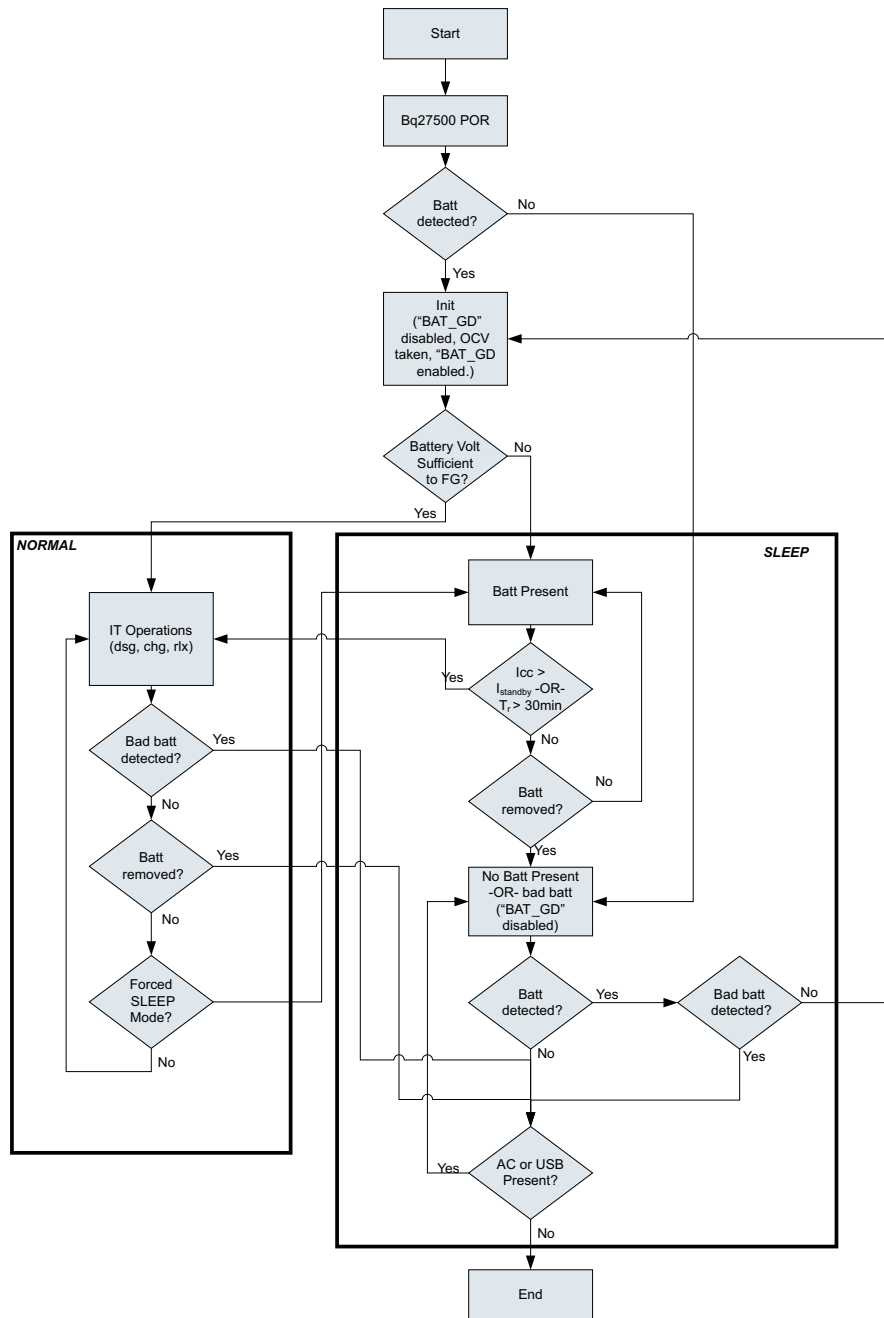 Start
Bq27500 POR
Batt
detected?
No
Yes
Init
(“BAT_GD”
disabled, OCV
taken, “BAT_GD
enabled.)
Battery Volt
Sufficient
to FG?
No
Yes
NORMAL
SLEEP
IT Operations
(dsg, chg, rlx)
Bad batt
detected?
Yes
No
Batt
removed?
Yes
No
Forced
SLEEP
Mode?
No
Batt Present
Icc >
Istandby -OR-
Tr > 30min
Yes
No
Batt
removed?
No
Yes
No Batt Present
-OR- bad batt
(“BAT_GD”
disabled)
Batt
detected?
Yes
No
Bad batt
detected?
No
Yes
AC or USB
Present?
Yes
No
End